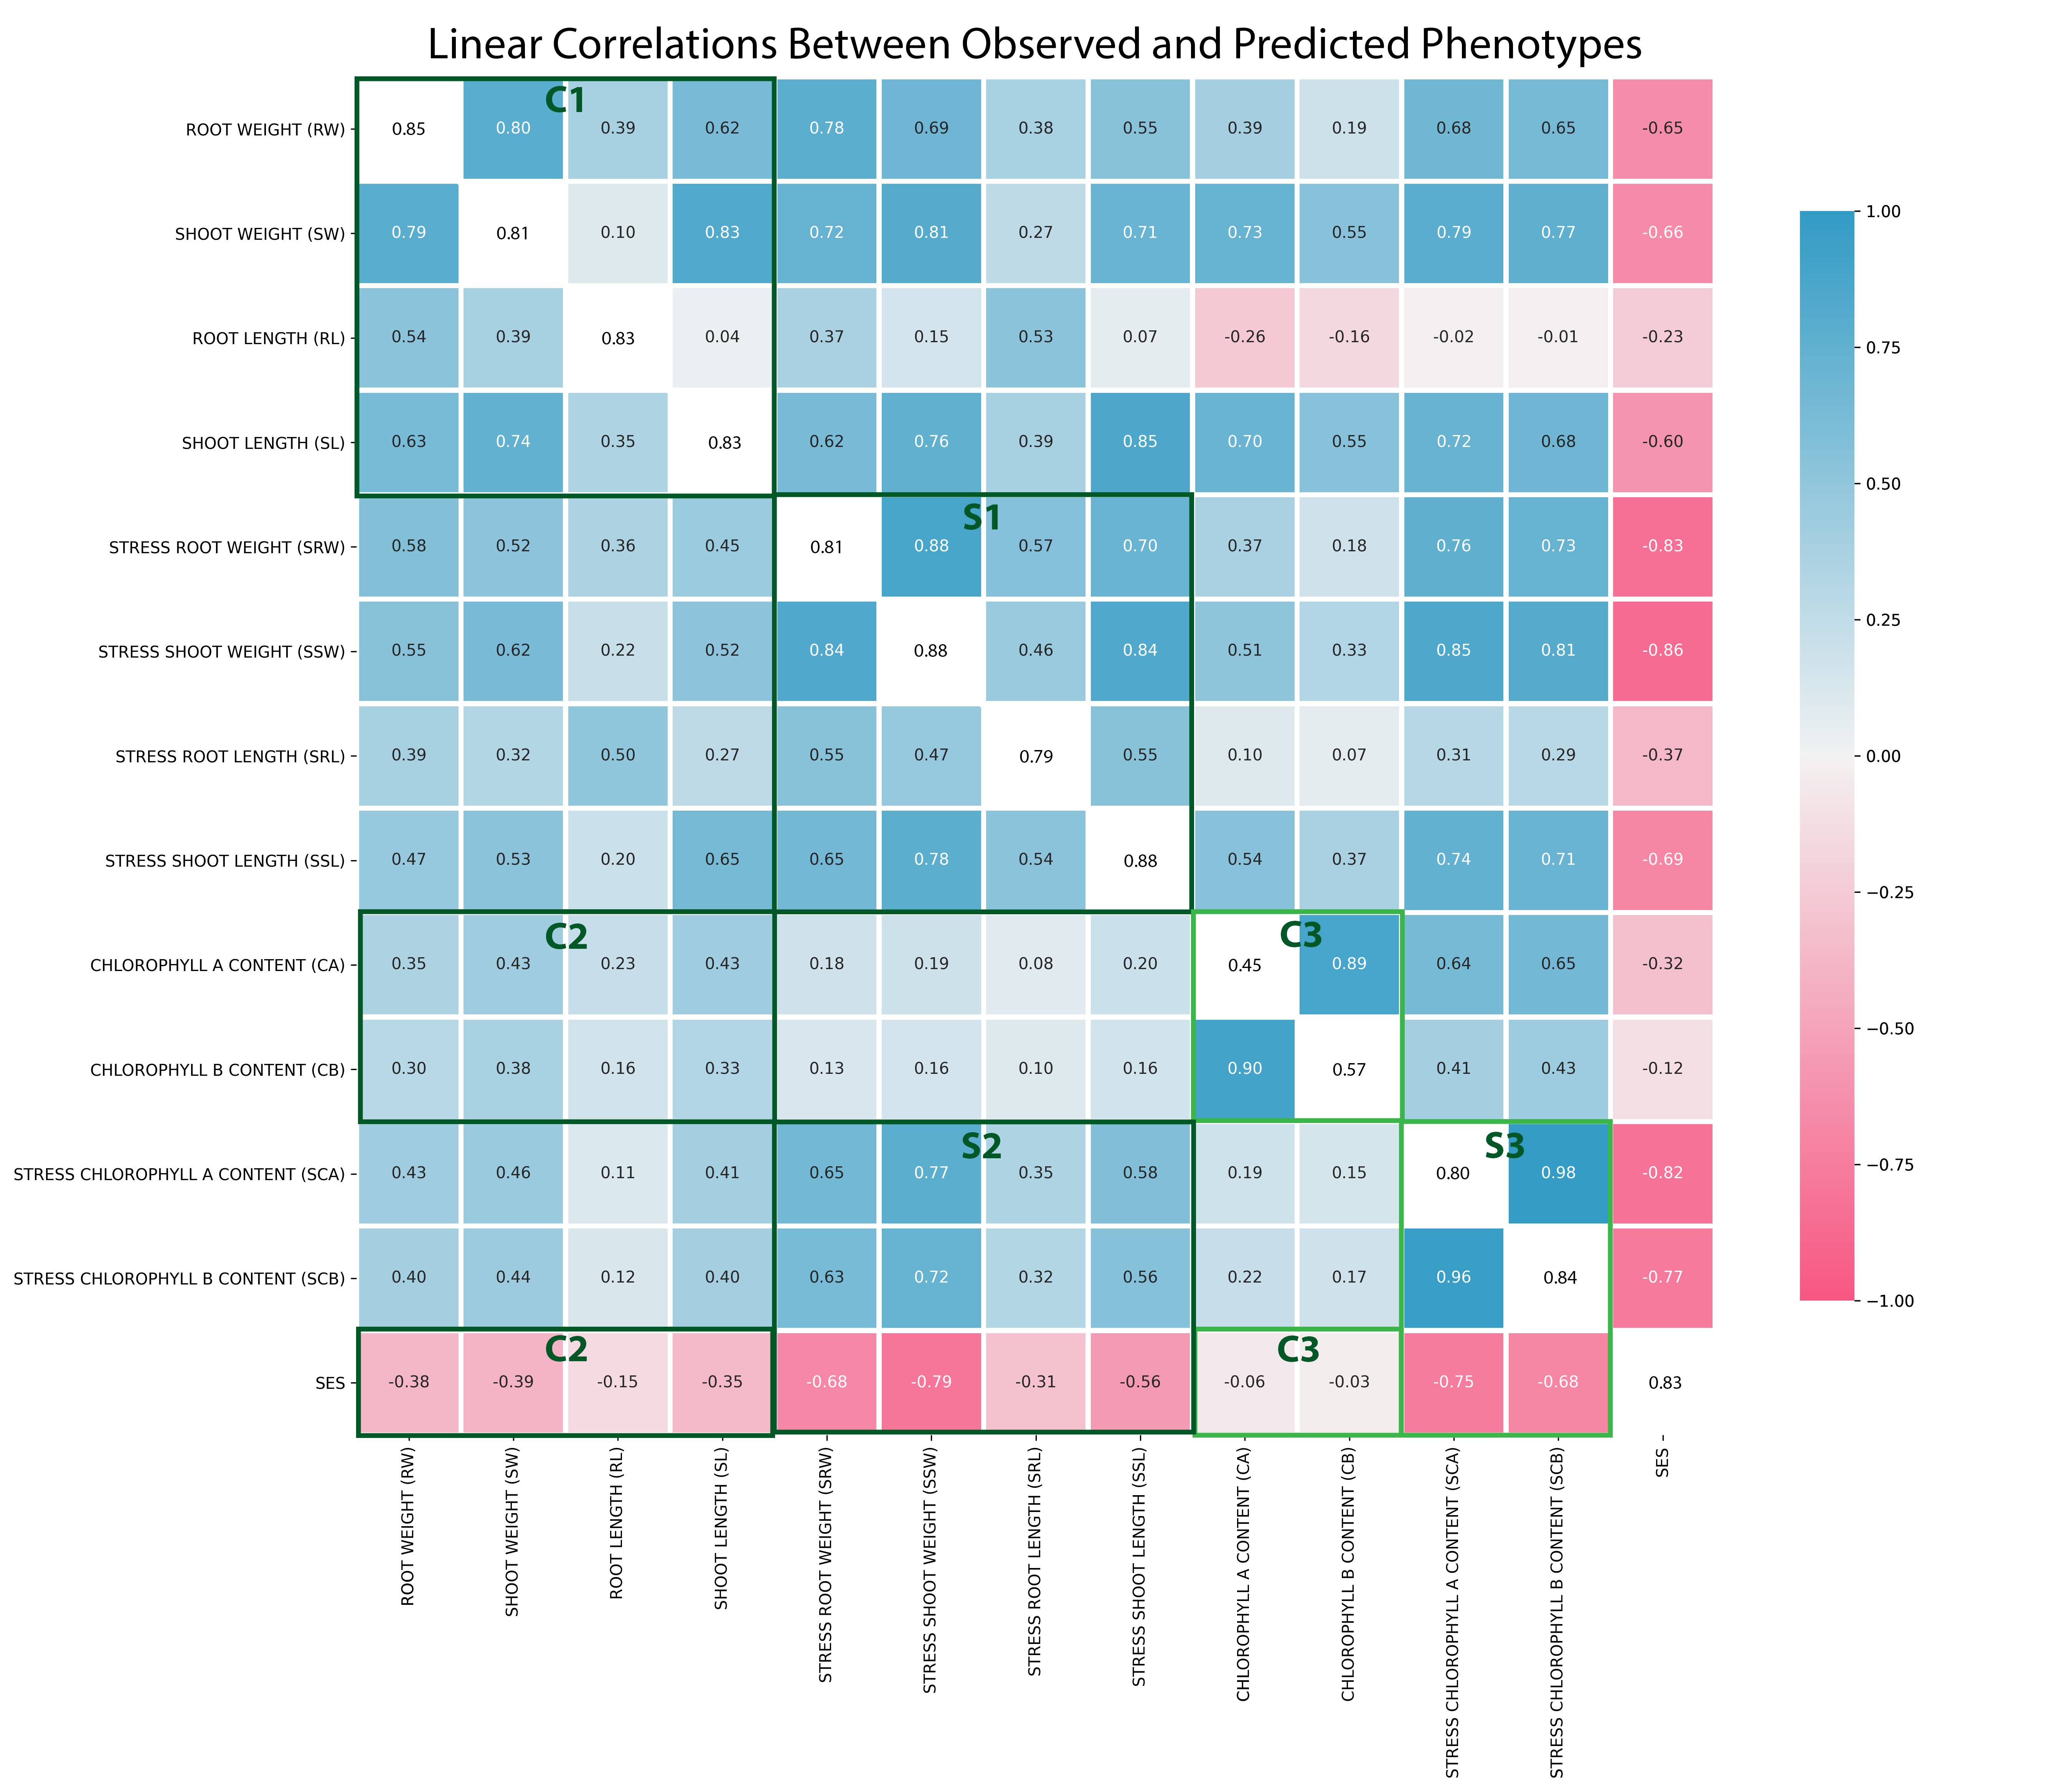 Linear Correlations Between Observed and Predicted Phenotypes
C1
ROOT WEIGHT (RW) 0.85 0.80 0.39 0.62 0.78 0.69 0.38 0.55 0.39 0.19 0.68 0.65 -0.65
SHOOT WEIGHT (SW) 0.79 0.81 0.10 0.83 0.72 0.81 0.27 0.71 0.73 0.55 0.79 0.77 -0.66
ROOT LENGTH (RL) 0.54 0.39 0.83 0.04 0.37 0.15 0.53 0.07 -0.26 -0.16 -0.02 -0.01 -0.23
SHOOT LENGTH (SL) 0.63 0.74 0.35 0.83 0.62 0.76 0.39 0.85 0.70 0.55 0.72 0.68 -0.60
S1
STRESS ROOT WEIGHT (SRW) 0.58 0.52 0.36 0.45 0.81 0.88 0.57 0.70 0.37 0.18 0.76 0.73 -0.83
STRESS SHOOT WEIGHT (SSW) 0.55 0.62 0.22 0.52 0.84 0.88 0.46 0.84 0.51 0.33 0.85 0.81 -0.86
STRESS ROOT LENGTH (SRL) 0.39 0.32 0.50 0.27 0.55 0.47 0.79 0.55 0.10 0.07 0.31 0.29 -0.37
STRESS SHOOT LENGTH (SSL) 0.47 0.53 0.20 0.65 0.65 0.78 0.54 0.88 0.54 0.37 0.74 0.71 -0.69
C2 C3
CHLOROPHYLL A CONTENT (CA) 0.35 0.43 0.23 0.43 0.18 0.19 0.08 0.20 0.45 0.89 0.64 0.65 -0.32
CHLOROPHYLL B CONTENT (CB) 0.30 0.38 0.16 0.33 0.13 0.16 0.10 0.16 0.90 0.57 0.41 0.43 -0.12
S2 S3
STRESS CHLOROPHYLL A CONTENT (SCA) 0.43 0.46 0.11 0.41 0.65 0.77 0.35 0.58 0.19 0.15 0.80 0.98 -0.82
STRESS CHLOROPHYLL B CONTENT (SCB) 0.40 0.44 0.12 0.40 0.63 0.72 0.32 0.56 0.22 0.17 0.96 0.84 -0.77
C2 C3
SES -0.38 -0.39 -0.15 -0.35 -0.68 -0.79 -0.31 -0.56 -0.06 -0.03 -0.75 -0.68 0.83
ROOT WEIGHT (RW)
SHOOT WEIGHT (SW)
ROOT LENGTH (RL)
SHOOT LENGTH (SL)
STRESS ROOT WEIGHT (SRW)
STRESS SHOOT WEIGHT (SSW)
STRESS ROOT LENGTH (SRL)
STRESS SHOOT LENGTH (SSL)
CHLOROPHYLL A CONTENT (CA)
CHLOROPHYLL B CONTENT (CB)
STRESS CHLOROPHYLL A CONTENT (SCA)
STRESS CHLOROPHYLL B CONTENT (SCB)
SES
1.00
0.75
0.50
0.25
0.00
−0.25
−0.50
−0.75
−1.00